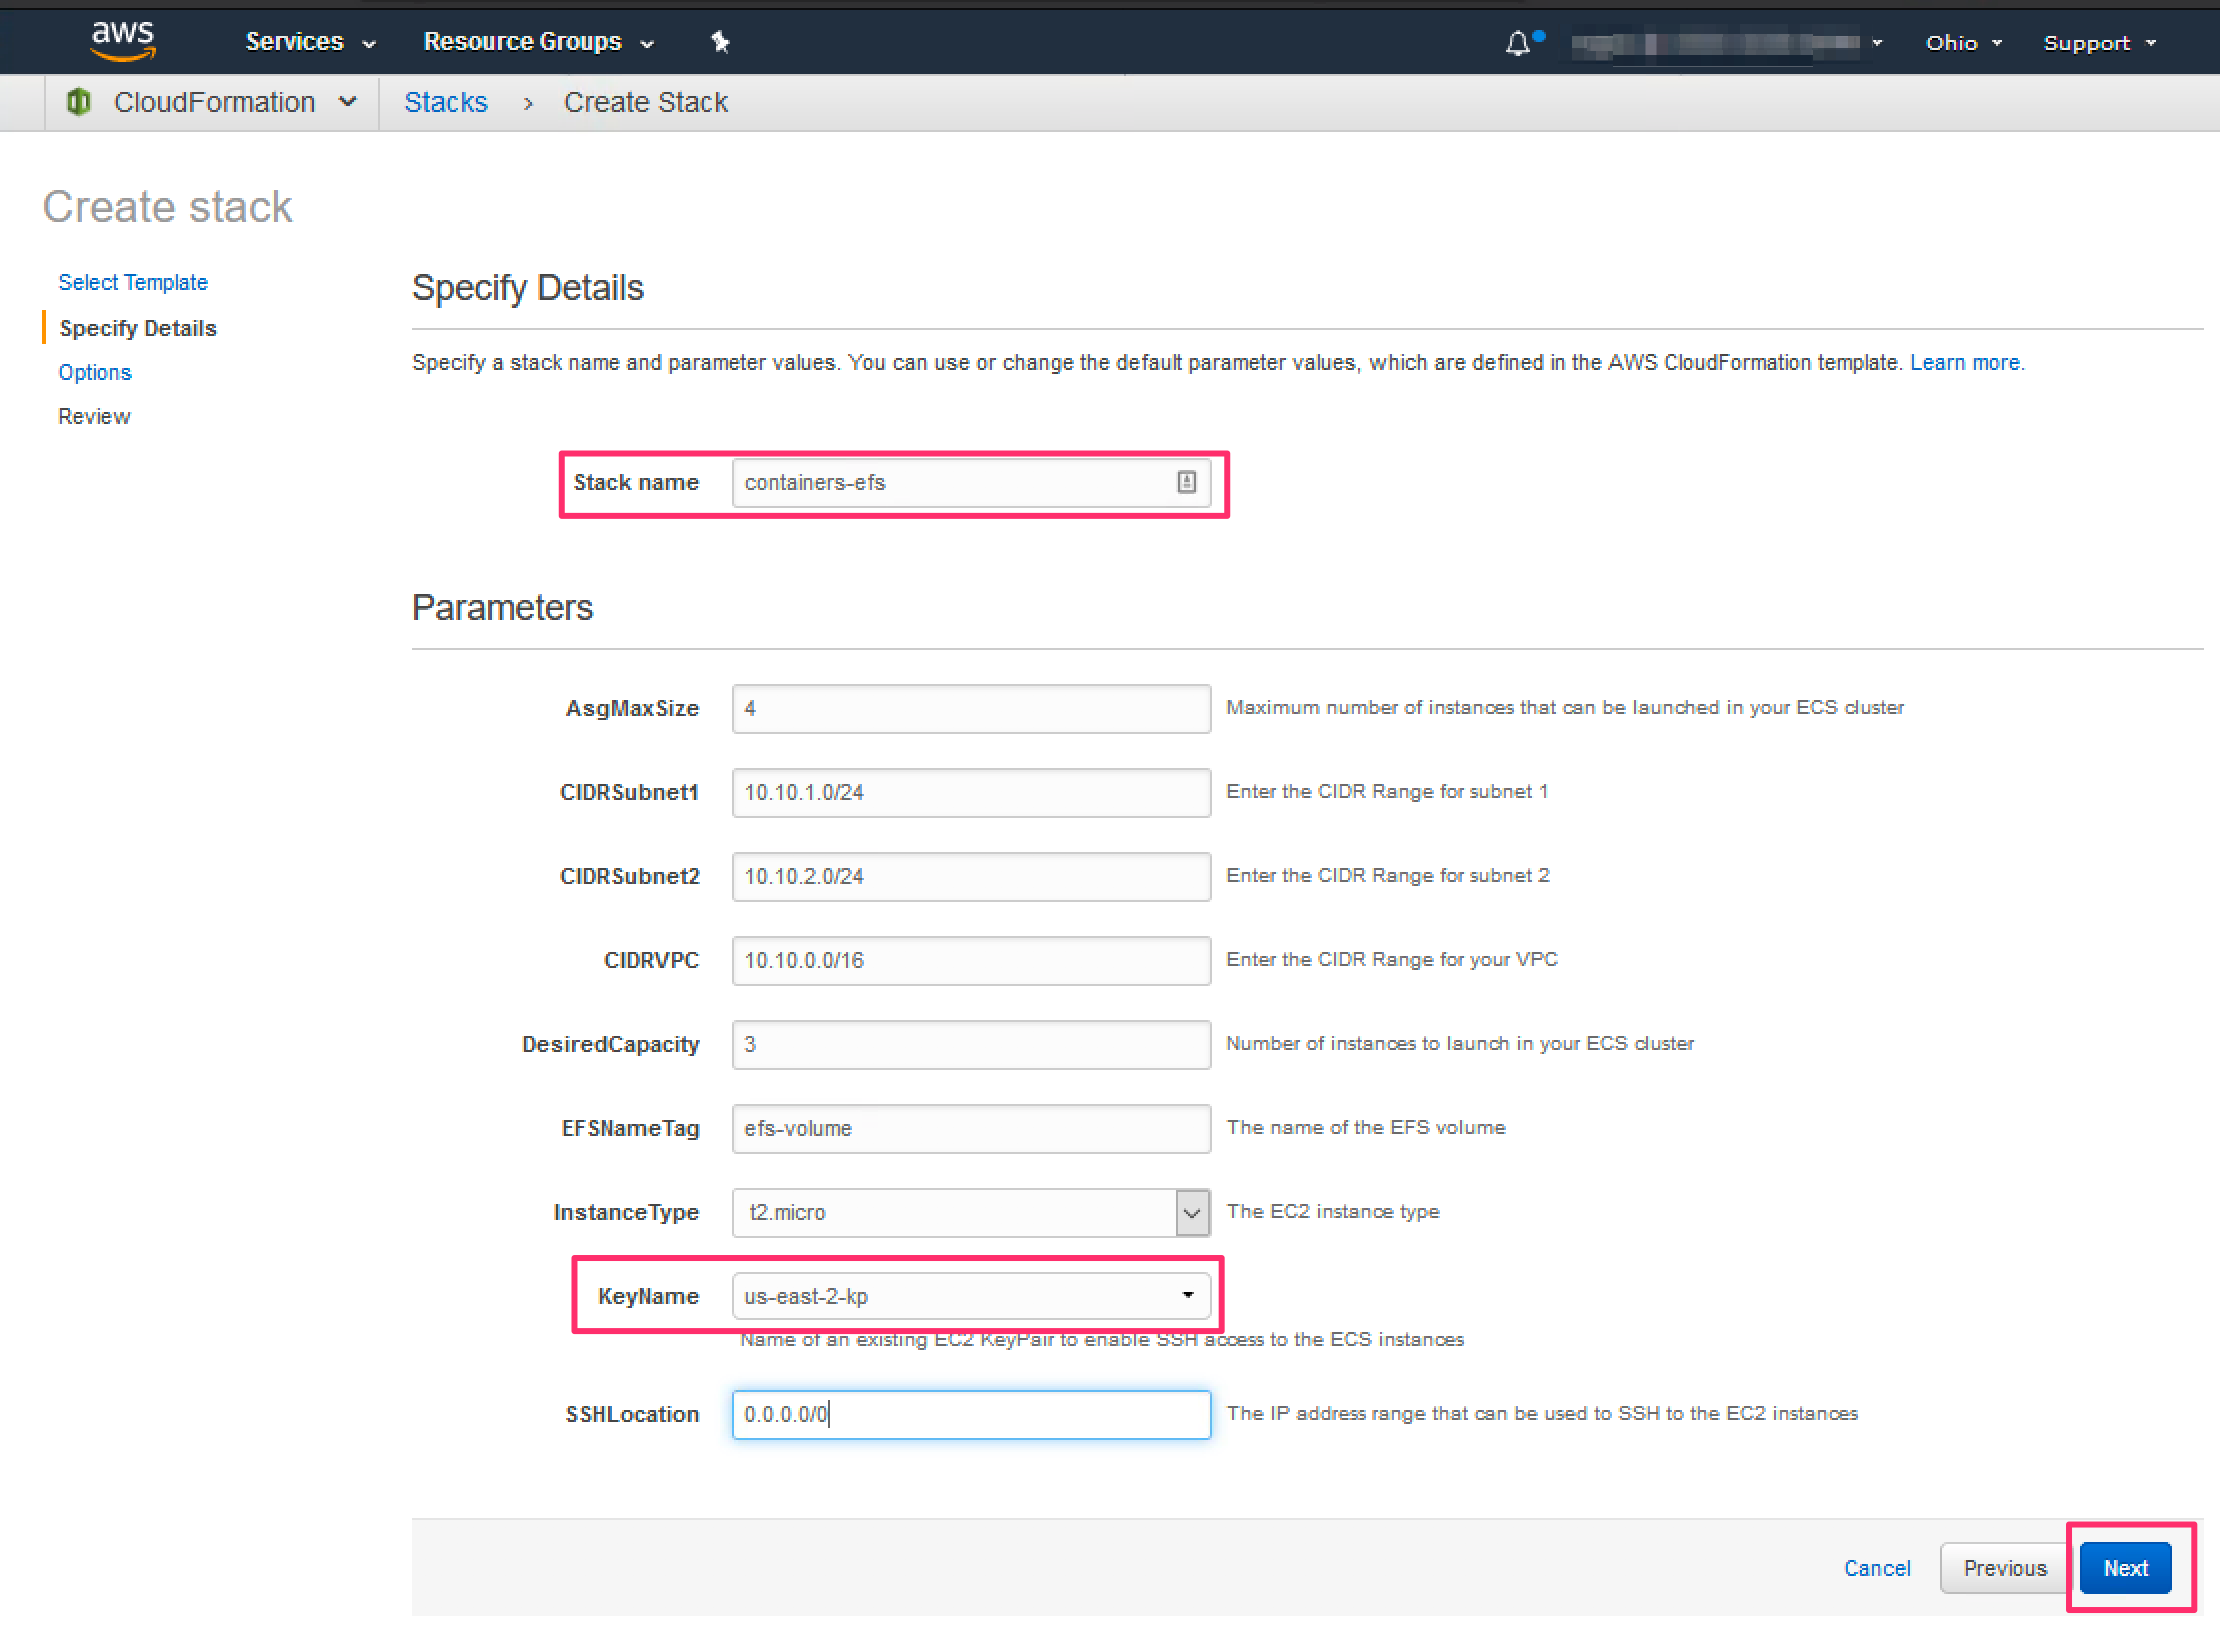 aws Services Resource Groups Ohio Support
CloudFormation Stacks > Create Stack
Create stack
Select Template
Specify Details
Options
Review
Specify Details
Specify a stack name and parameter values. You can use or change the default parameter values, which are defined in the AWS CloudFormation template. Learn more.
Stack name containers-efs
Parameters
AsgMaxSize 4 Maximum number of instances that can be launched in your ECS cluster
CIDRSubnet1 10.10.1.0/24 Enter the CIDR Range for subnet 1
CIDRSubnet2 10.10.2.0/24 Enter the CIDR Range for subnet 2
CIDRVPC 10.10.0.0/16 Enter the CIDR Range for your VPC
DesiredCapacity 3 Number of instances to launch in your ECS cluster
EFSNameTag efs-volume The name of the EFS volume
InstanceType t2.micro The EC2 instance type
KeyName us-east-2-kp
Name of an existing EC2 KeyPair to enable SSH access to the ECS instances
SSHLocation 0.0.0.0/0 The IP address range that can be used to SSH to the EC2 instances
Cancel Previous Next